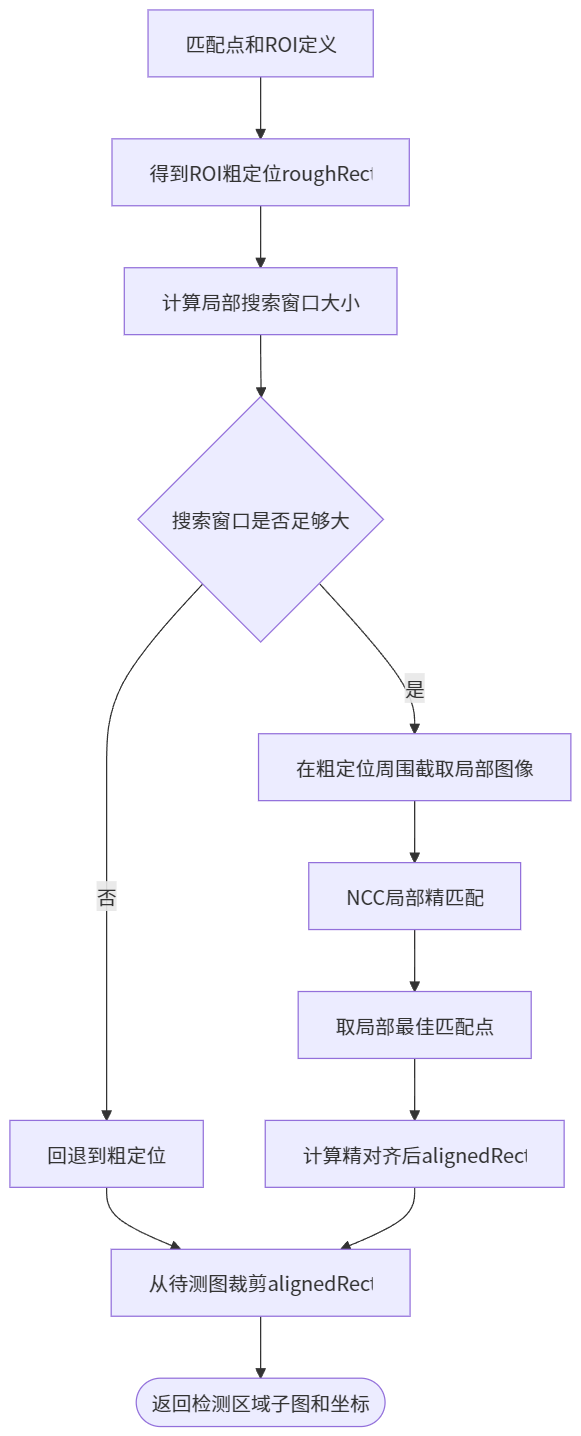 匹配点和ROI定义
得到ROI粗定位roughRect
计算局部搜索窗口大小
搜索窗口是否足够大
是
在粗定位周围截取局部图像
NCC局部精匹配
否
取局部最佳匹配点
回退到粗定位
计算精对齐后alignedRect
从待测图裁剪alignedRect
返回检测区域子图和坐标